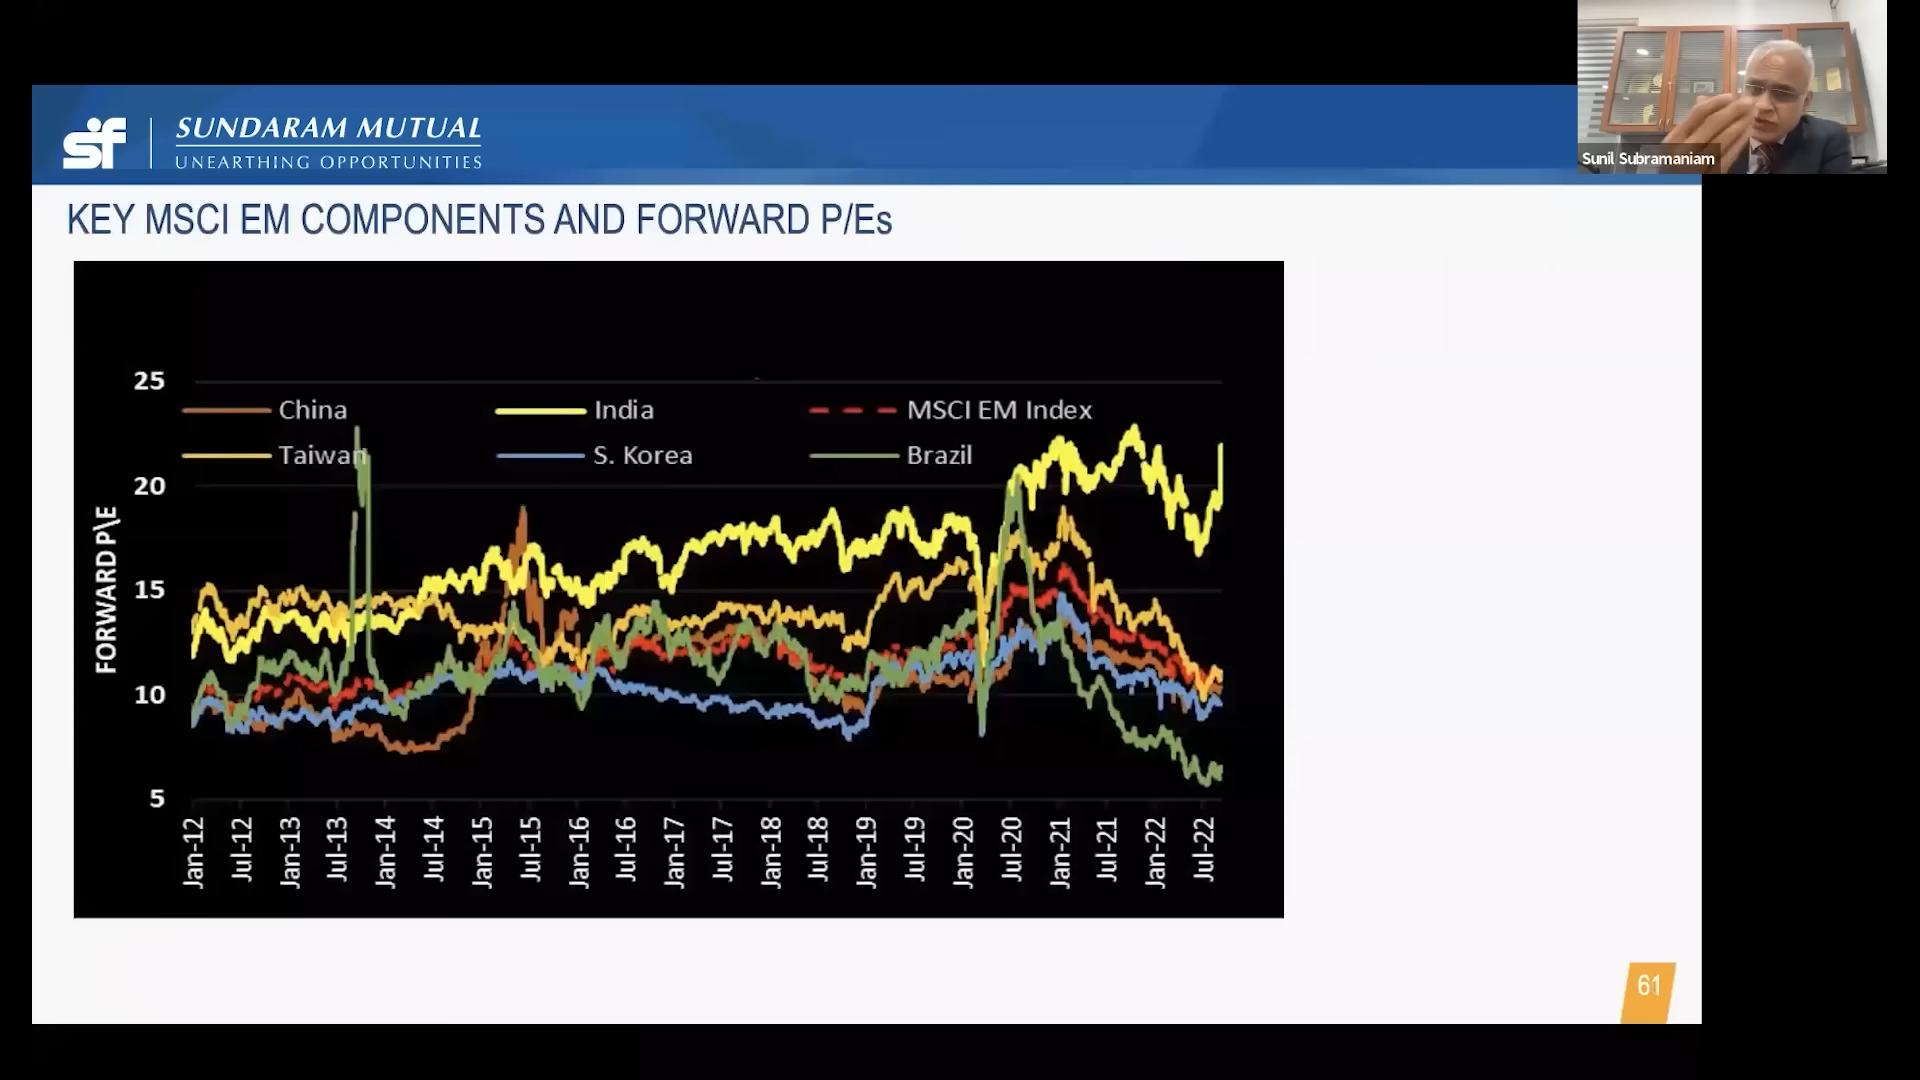 sf
SUNDARAM MUTUAL
UNEARTHING OPPORTUNITIES
Sunil Subramaniam
KEY MSCI EM COMPONENTS AND FORWARD P/Es
China India MSCI EM Index
Taiwan S. Korea Brazil
FORWARD P\E
25
20
15
10
5
Jan-12 Jul-12 Jan-13 Jul-13 Jan-14 Jul-14 Jan-15 Jul-15 Jan-16 Jul-16 Jan-17 Jul-17 Jan-18 Jul-18 Jan-19 Jul-19 Jan-20 Jul-20 Jan-21 Jul-21 Jan-22 Jul-22
61